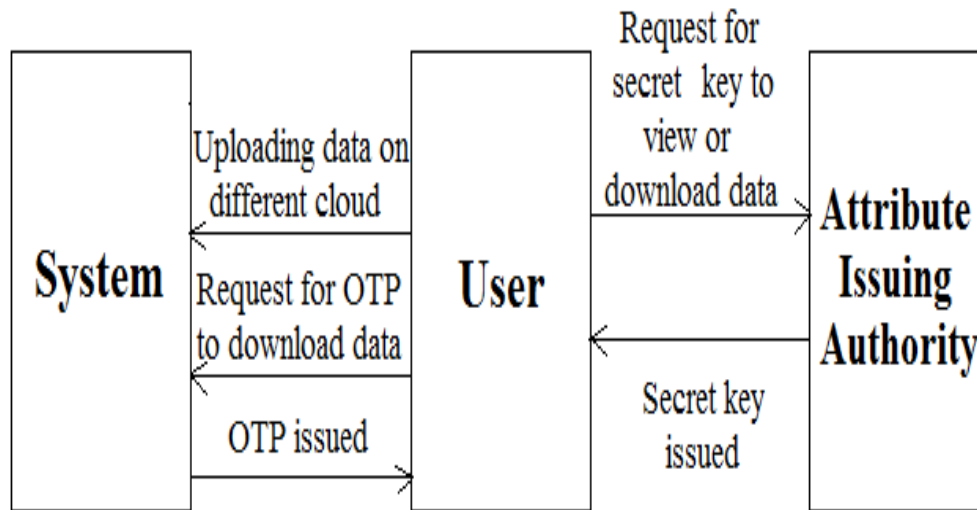 System
Uploading data on
different cloud
Request for OTP
to download data
OTP issued
User
Request for
secret key to
view or
download data
Secret key
issued
Attribute
Issuing
Authority